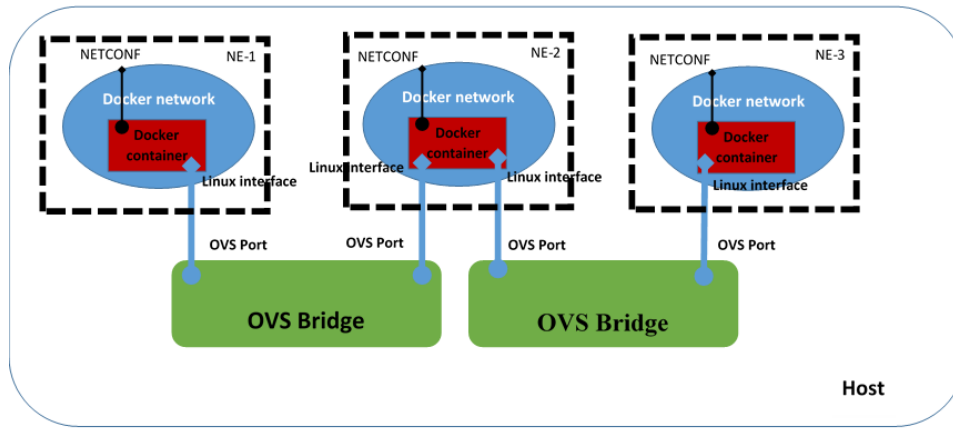 NETCONF
NE-1
Docker network
Docker
container
Linux interface
OVS Port
NETCONF
NE-2
Docker network
Docker
container
Linux interface
Linux interface
OVS Port
OVS Port
NETCONF
NE-3
Docker network
Docker
container
Linux interface
OVS Port
OVS Bridge
OVS Bridge
Host